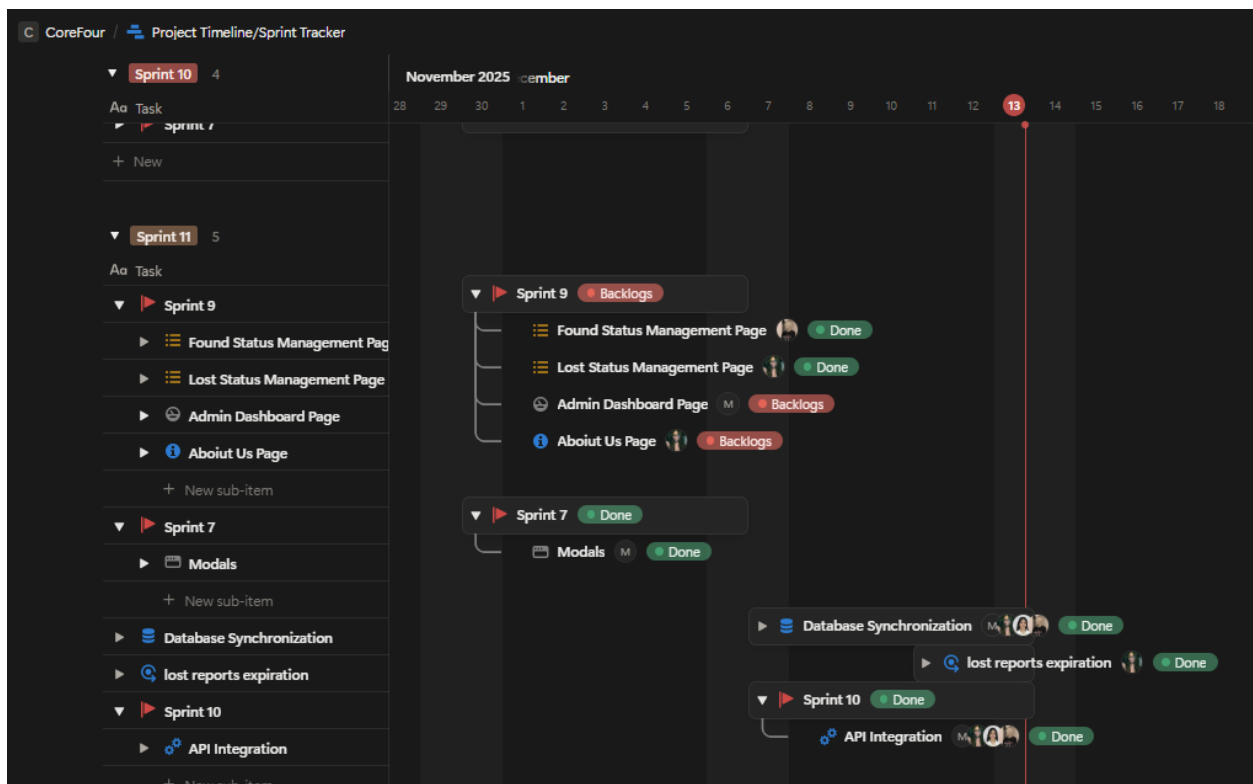 C CoreFour / Project Timeline/Sprint Tracker
Sprint 10 4
November 2025 cember
Aa Task
28 29 30 1 2 3 4 5 6 7 8 9 10 11 12 13 14 15 16 17 18
Sprint 7
+ New
Sprint 11 5
Aa Task
Sprint 9
Sprint 9 Backlogs
Found Status Management Pag
Found Status Management Page Done
Lost Status Management Page
Lost Status Management Page Done
Admin Dashboard Page
Admin Dashboard Page M Backlogs
Aboiut Us Page
Aboiut Us Page Backlogs
+ New sub-item
Sprint 7
Sprint 7 Done
Modals
Modals M Done
+ New sub-item
Database Synchronization
Database Synchronization M Done
lost reports expiration
lost reports expiration Done
Sprint 10
Sprint 10 Done
API Integration
API Integration M Done
+ New sub-item